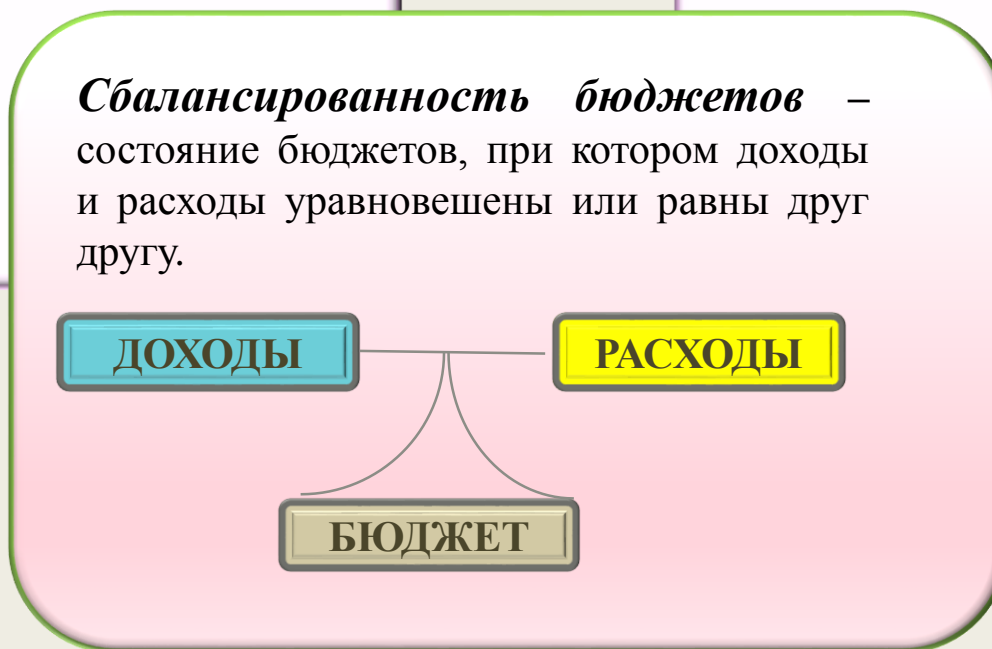 Сбалансированность бюджетов –
состояние бюджетов, при котором доходы
и расходы уравновешены или равны друг
другу.
ДОХОДЫ
РАСХОДЫ
БЮДЖЕТ